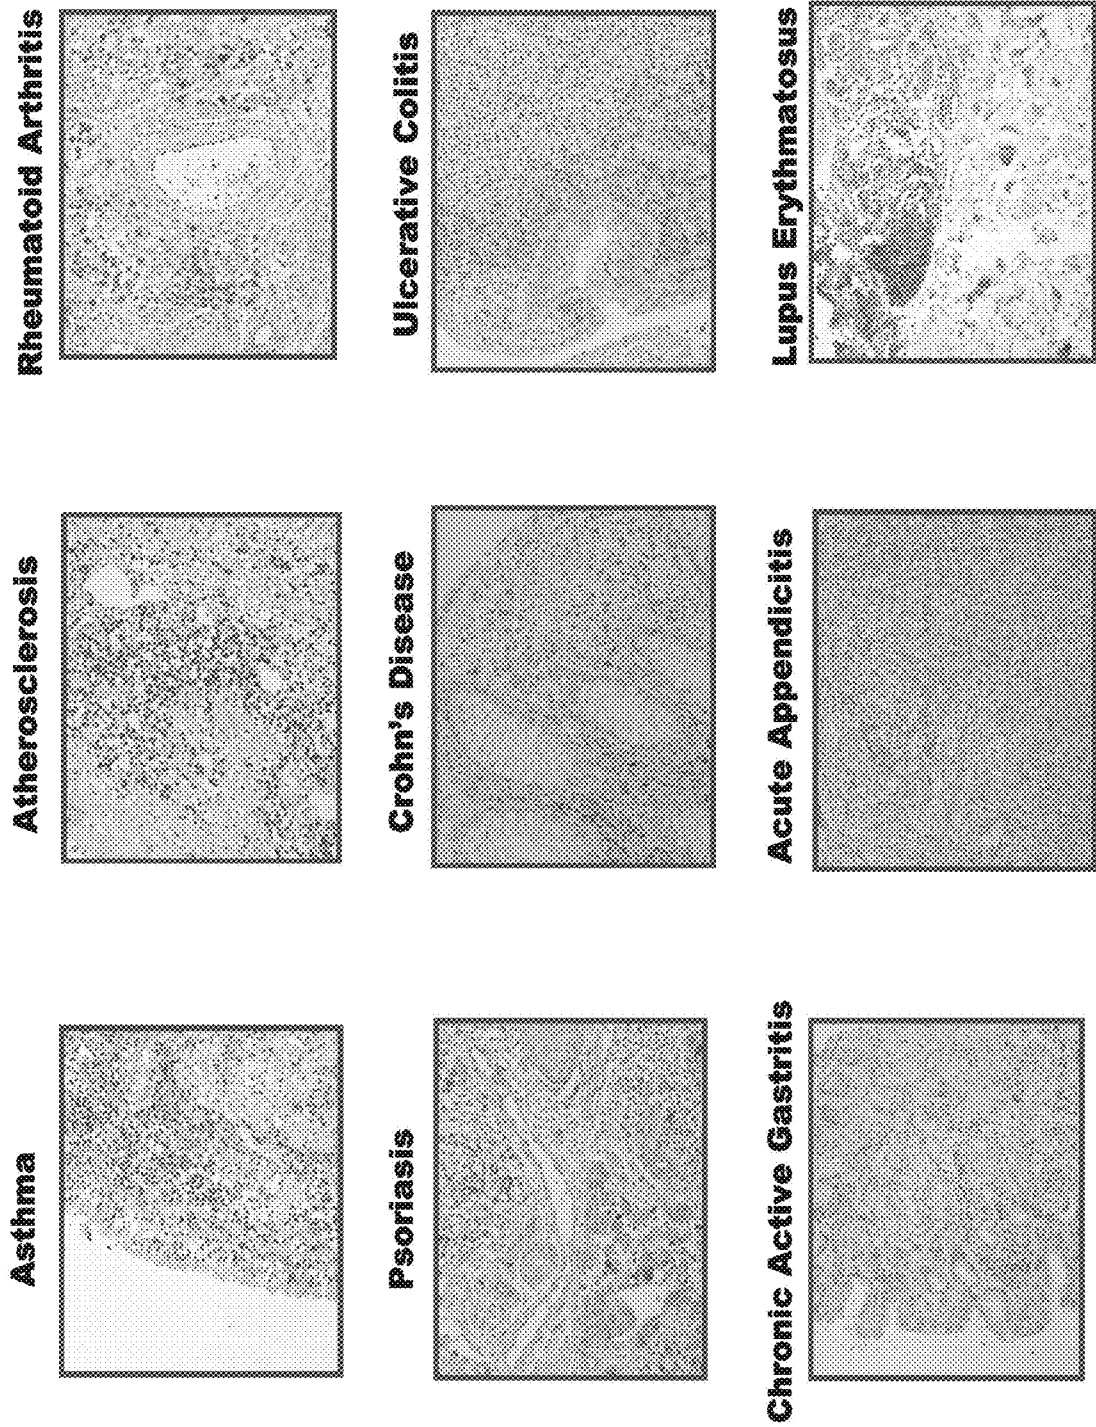 Asthma
Atherosclerosis
Rheumatoid Arthritis
Psoriasis
Crohn's Disease
Ulcerative Colitis
Chronic Active Gastritis
Acute Appendicitis
Lupus Erythmatosus